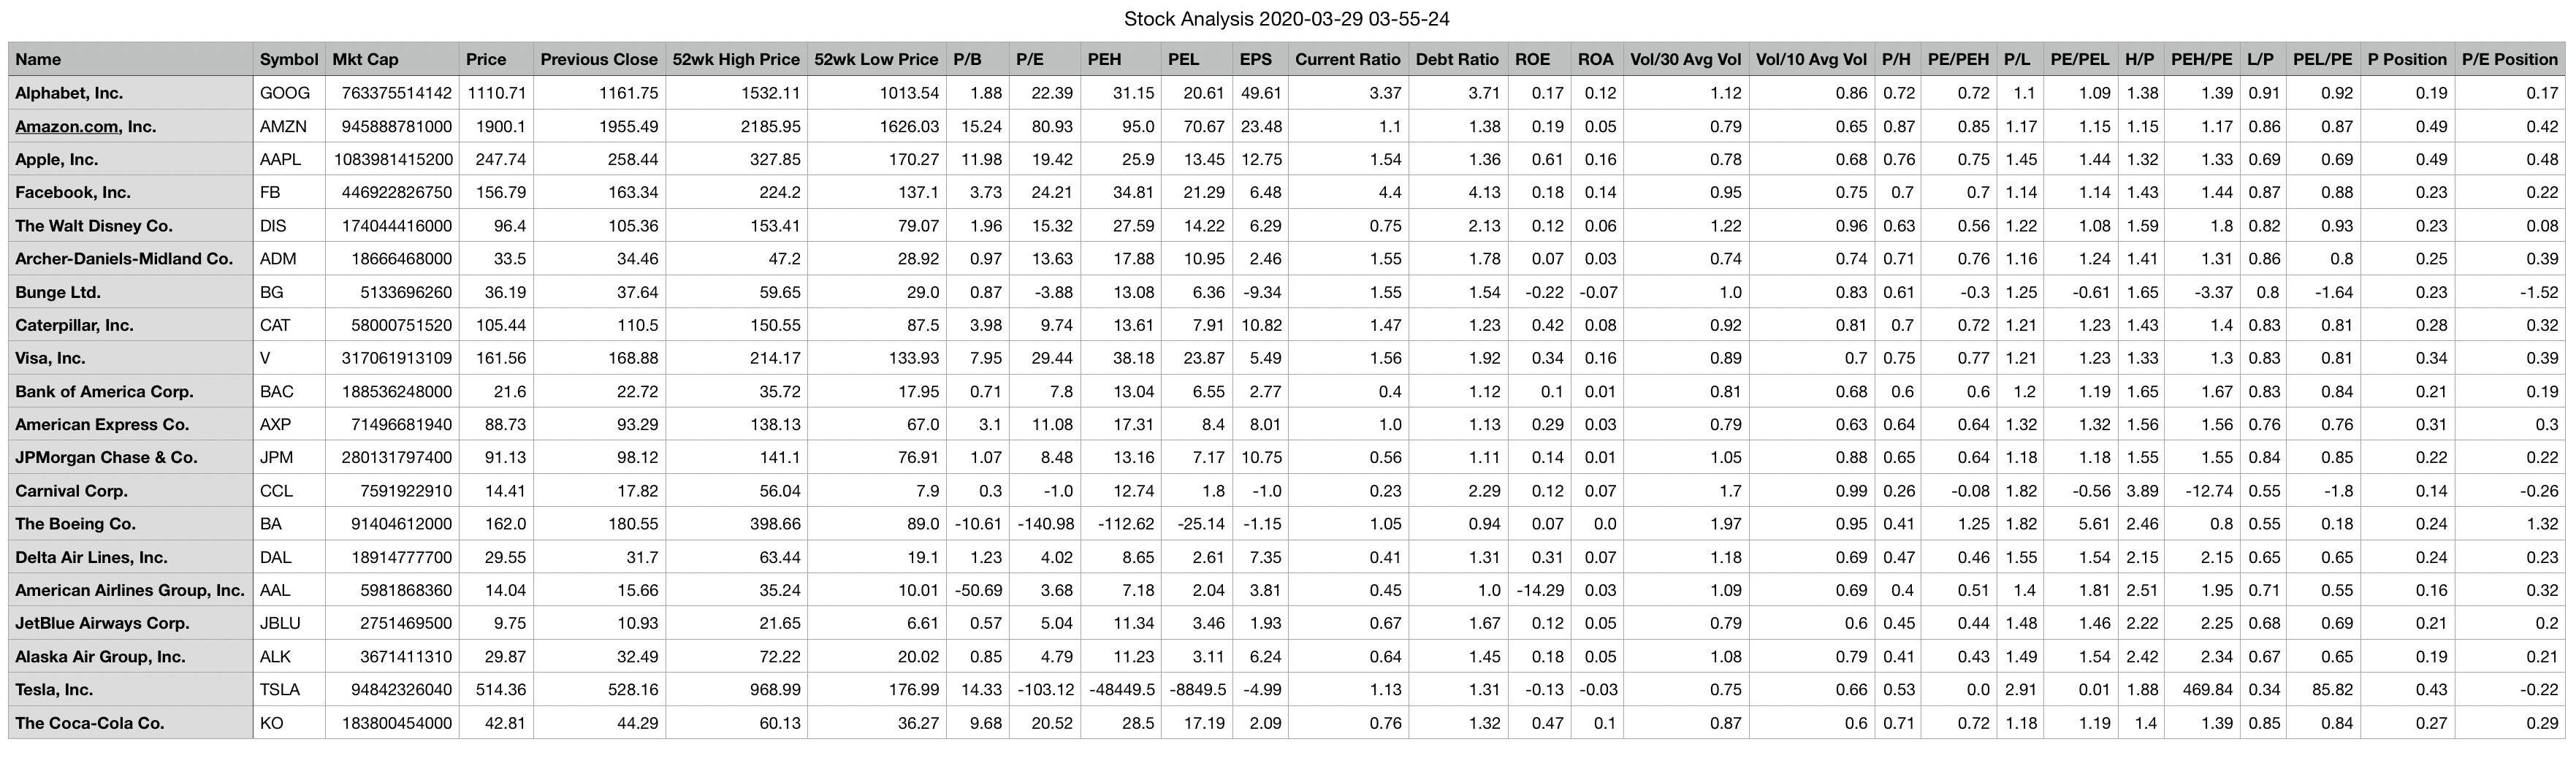 Stock Analysis 2020-03-29 03-55-24
Name Symbol Mkt Cap Price Previous Close 52wk High Price 52wk Low Price P/B P/E PEH PEL EPS Current Ratio Debt Ratio ROE ROA Vol/30 Avg Vol Vol/10 Avg Vol P/H PE/PEH P/L PE/PEL H/P PEH/PE L/P PEL/PE P Position P/E Position
Alphabet, Inc. GOOG 763375514142 1110.71 1161.75 1532.11 1013.54 1.88 22.39 31.15 20.61 49.61 3.37 3.71 0.17 0.12 1.12 0.86 0.72 0.72 1.1 1.09 1.38 1.39 0.91 0.92 0.19 0.17
Amazon.com, Inc. AMZN 945888781000 1900.1 1955.49 2185.95 1626.03 15.24 80.93 95.0 70.67 23.48 1.1 1.38 0.19 0.05 0.79 0.65 0.87 0.85 1.17 1.15 1.15 1.17 0.86 0.87 0.49 0.42
Apple, Inc. AAPL 1083981415200 247.74 258.44 327.85 170.27 11.98 19.42 25.9 13.45 12.75 1.54 1.36 0.61 0.16 0.78 0.68 0.76 0.75 1.45 1.44 1.32 1.33 0.69 0.69 0.49 0.48
Facebook, Inc. FB 446922826750 156.79 163.34 224.2 137.1 3.73 24.21 34.81 21.29 6.48 4.4 4.13 0.18 0.14 0.95 0.75 0.7 0.7 1.14 1.14 1.43 1.44 0.87 0.88 0.23 0.22
The Walt Disney Co. DIS 174044416000 96.4 105.36 153.41 79.07 1.96 15.32 27.59 14.22 6.29 0.75 2.13 0.12 0.06 1.22 0.96 0.63 0.56 1.22 1.08 1.59 1.8 0.82 0.93 0.23 0.08
Archer-Daniels-Midland Co. ADM 18666468000 33.5 34.46 47.2 28.92 0.97 13.63 17.88 10.95 2.46 1.55 1.78 0.07 0.03 0.74 0.74 0.71 0.76 1.16 1.24 1.41 1.31 0.86 0.8 0.25 0.39
Bunge Ltd. BG 5133696260 36.19 37.64 59.65 29.0 0.87 -3.88 13.08 6.36 -9.34 1.55 1.54 -0.22 -0.07 1.0 0.83 0.61 -0.3 1.25 -0.61 1.65 -3.37 0.8 -1.64 0.23 -1.52
Caterpillar, Inc. CAT 58000751520 105.44 110.5 150.55 87.5 3.98 9.74 13.61 7.91 10.82 1.47 1.23 0.42 0.08 0.92 0.81 0.7 0.72 1.21 1.23 1.43 1.4 0.83 0.81 0.28 0.32
Visa, Inc. V 317061913109 161.56 168.88 214.17 133.93 7.95 29.44 38.18 23.87 5.49 1.56 1.92 0.34 0.16 0.89 0.7 0.75 0.77 1.21 1.23 1.33 1.3 0.83 0.81 0.34 0.39
Bank of America Corp. BAC 188536248000 21.6 22.72 35.72 17.95 0.71 7.8 13.04 6.55 2.77 0.4 1.12 0.1 0.01 0.81 0.68 0.6 0.6 1.2 1.19 1.65 1.67 0.83 0.84 0.21 0.19
American Express Co. AXP 71496681940 88.73 93.29 138.13 67.0 3.1 11.08 17.31 8.4 8.01 1.0 1.13 0.29 0.03 0.79 0.63 0.64 0.64 1.32 1.32 1.56 1.56 0.76 0.76 0.31 0.3
JPMorgan Chase & Co. JPM 280131797400 91.13 98.12 141.1 76.91 1.07 8.48 13.16 7.17 10.75 0.56 1.11 0.14 0.01 1.05 0.88 0.65 0.64 1.18 1.18 1.55 1.55 0.84 0.85 0.22 0.22
Carnival Corp. CCL 7591922910 14.41 17.82 56.04 7.9 0.3 -1.0 12.74 1.8 -1.0 0.23 2.29 0.12 0.07 1.7 0.99 0.26 -0.08 1.82 -0.56 3.89 -12.74 0.55 -1.8 0.14 -0.26
The Boeing Co. BA 91404612000 162.0 180.55 398.66 89.0 -10.61 -140.98 -112.62 -25.14 -1.15 1.05 0.94 0.07 0.0 1.97 0.95 0.41 1.25 1.82 5.61 2.46 0.8 0.55 0.18 0.24 1.32
Delta Air Lines, Inc. DAL 18914777700 29.55 31.7 63.44 19.1 1.23 4.02 8.65 2.61 7.35 0.41 1.31 0.31 0.07 1.18 0.69 0.47 0.46 1.55 1.54 2.15 2.15 0.65 0.65 0.24 0.23
American Airlines Group, Inc. AAL 5981868360 14.04 15.66 35.24 10.01 -50.69 3.68 7.18 2.04 3.81 0.45 1.0 -14.29 0.03 1.09 0.69 0.4 0.51 1.4 1.81 2.51 1.95 0.71 0.55 0.16 0.32
JetBlue Airways Corp. JBLU 2751469500 9.75 10.93 21.65 6.61 0.57 5.04 11.34 3.46 1.93 0.67 1.67 0.12 0.05 0.79 0.6 0.45 0.44 1.48 1.46 2.22 2.25 0.68 0.69 0.21 0.2
Alaska Air Group, Inc. ALK 3671411310 29.87 32.49 72.22 20.02 0.85 4.79 11.23 3.11 6.24 0.64 1.45 0.18 0.05 1.08 0.79 0.41 0.43 1.49 1.54 2.42 2.34 0.67 0.65 0.19 0.21
Tesla, Inc. TSLA 94842326040 514.36 528.16 968.99 176.99 14.33 -103.12 -48449.5 -8849.5 -4.99 1.13 1.31 -0.13 -0.03 0.75 0.66 0.53 0.0 2.91 0.01 1.88 469.84 0.34 85.82 0.43 -0.22
The Coca-Cola Co. KO 183800454000 42.81 44.29 60.13 36.27 9.68 20.52 28.5 17.19 2.09 0.76 1.32 0.47 0.1 0.87 0.6 0.71 0.72 1.18 1.19 1.4 1.39 0.85 0.84 0.27 0.29